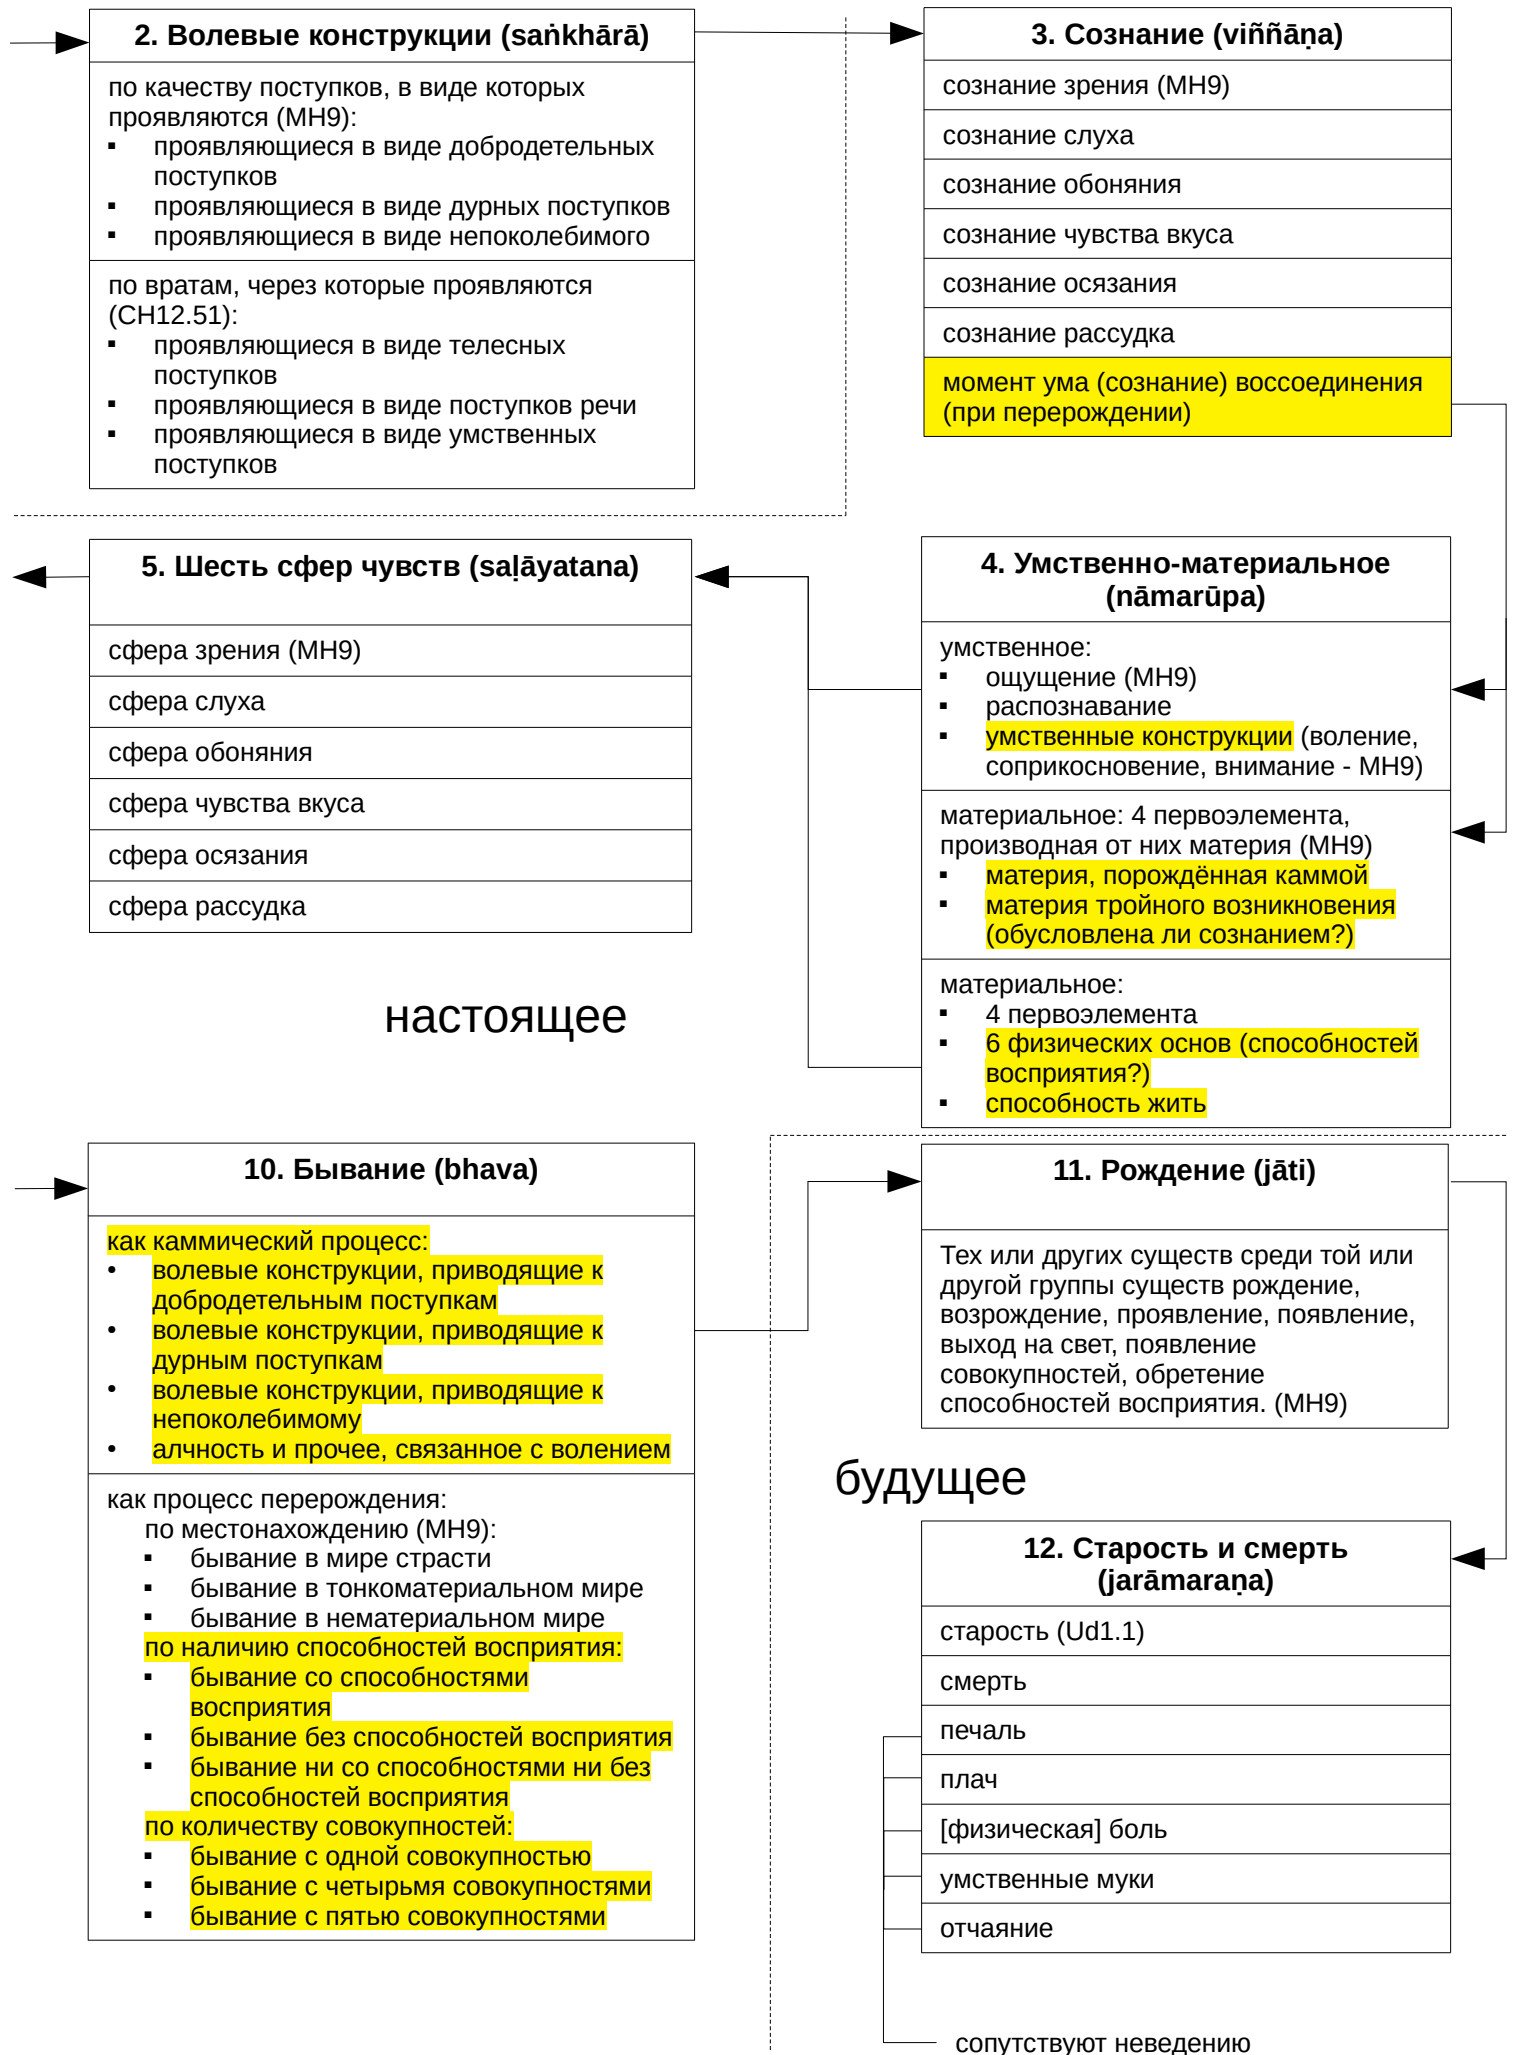 2. Волевые конструкции (saṅkhārā)
по качеству поступков, в виде которых
проявляются (МН9):
▪ проявляющиеся в виде добродетельных
поступков
▪ проявляющиеся в виде дурных поступков
▪ проявляющиеся в виде непоколебимого
по вратам, через которые проявляются
(СН12.51):
▪ проявляющиеся в виде телесных
поступков
▪ проявляющиеся в виде поступков речи
▪ проявляющиеся в виде умственных
поступков
3. Сознание (viññāṇa)
сознание зрения (МН9)
сознание слуха
сознание обоняния
сознание чувства вкуса
сознание осязания
сознание рассудка
момент ума (сознание) воссоединения
(при перерождении)
4. Умственно-материальное
(nāmarūpa)
умственное:
▪ ощущение (МН9)
▪ распознавание
▪ умственные конструкции (воление,
соприкосновение, внимание - МН9)
материальное: 4 первоэлемента,
производная от них материя (МН9)
▪ материя, порождённая каммой
▪ материя тройного возникновения
(обусловлена ли сознанием?)
материальное:
▪ 4 первоэлемента
▪ 6 физических основ (способностей
восприятия?)
▪ способность жить
5. Шесть сфер чувств (saḷāyatana)
сфера зрения (МН9)
сфера слуха
сфера обоняния
сфера чувства вкуса
сфера осязания
сфера рассудка
настоящее
10. Бывание (bhava)
как каммический процесс:
• волевые конструкции, приводящие к
добродетельным поступкам
• волевые конструкции, приводящие к
дурным поступкам
• волевые конструкции, приводящие к
непоколебимому
• алчность и прочее, связанное с волением
как процесс перерождения:
по местонахождению (МН9):
▪ бывание в мире страсти
▪ бывание в тонкоматериальном мире
▪ бывание в нематериальном мире
по наличию способностей восприятия:
▪ бывание со способностями
восприятия
▪ бывание без способностей восприятия
▪ бывание ни со способностями ни без
способностей восприятия
по количеству совокупностей:
▪ бывание с одной совокупностью
▪ бывание с четырьмя совокупностями
▪ бывание с пятью совокупностями
11. Рождение (jāti)
Тех или других существ среди той или
другой группы существ рождение,
возрождение, проявление, появление,
выход на свет, появление
совокупностей, обретение
способностей восприятия. (МН9)
будущее
12. Старость и смерть
(jarāmaraṇa)
старость (Ud1.1)
смерть
печаль
плач
[физическая] боль
умственные муки
отчаяние
сопутствуют неведению